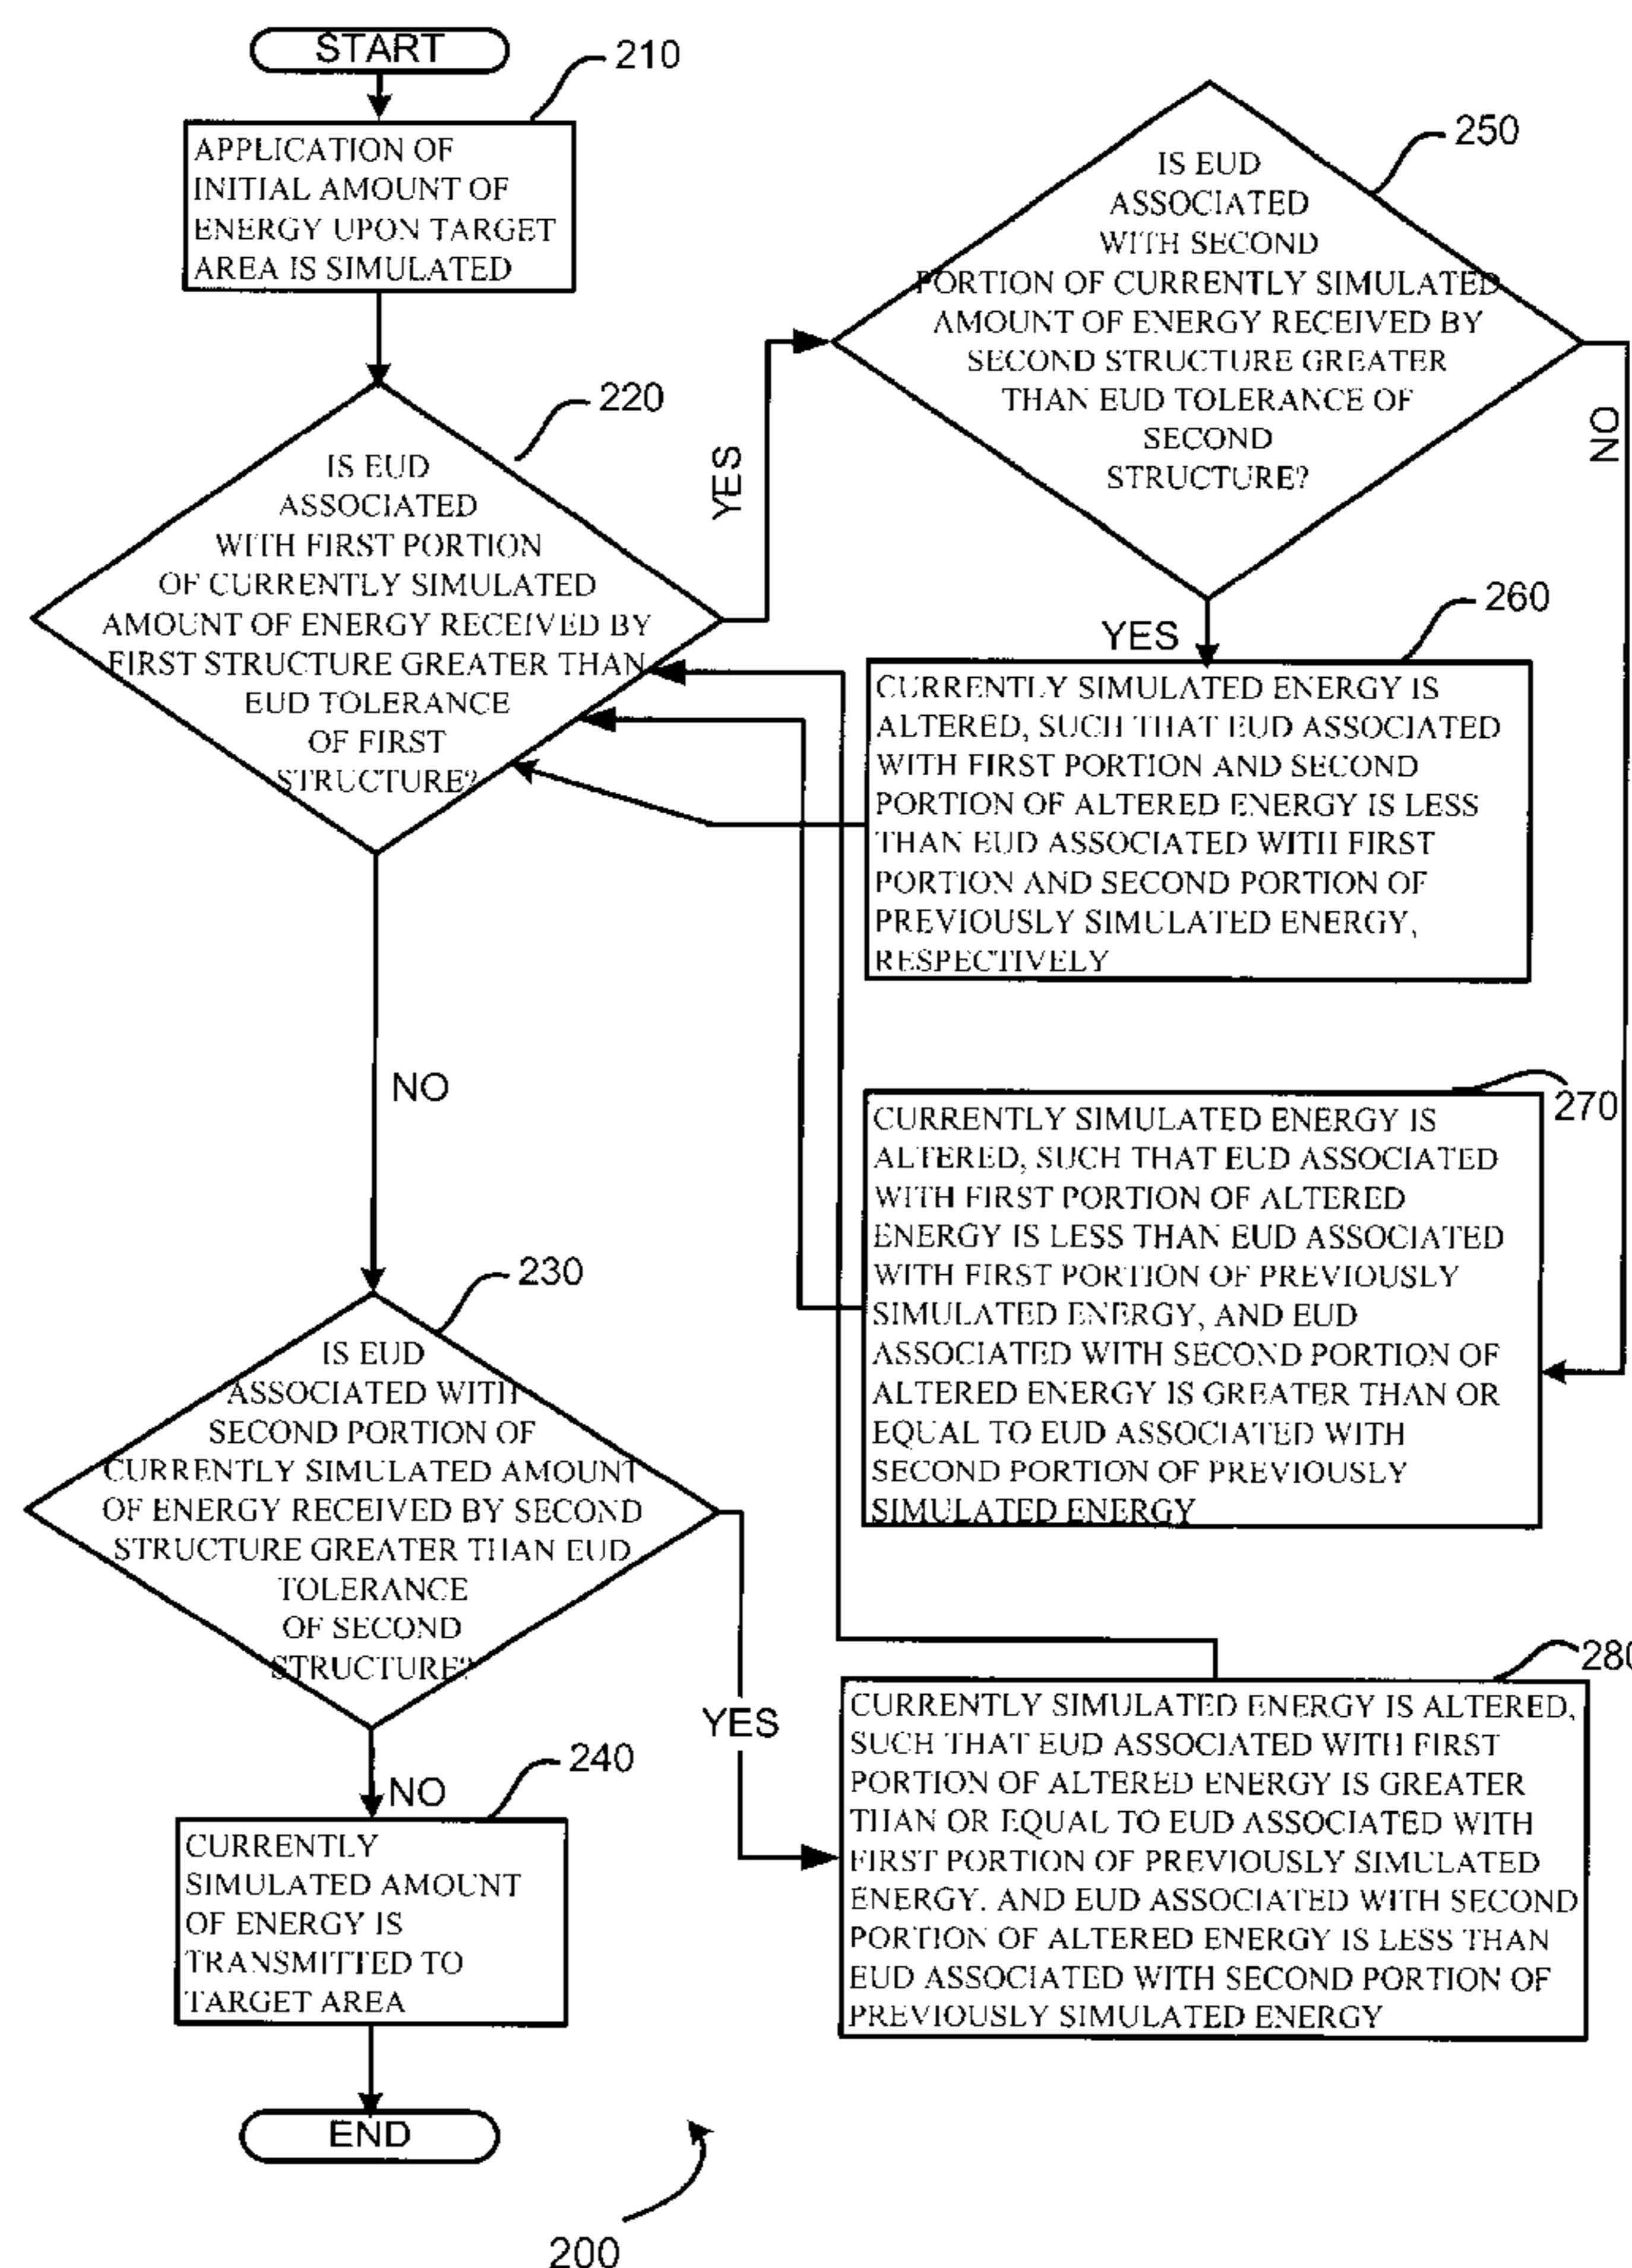 START
210
APPLICATION OF
INITIAL AMOUNT OF
ENERGY UPON TARGET
AREA IS SIMULATED
220
IS EUD
ASSOCIATED
WITH FIRST PORTION
OF CURRENTLY SIMULATED
AMOUNT OF ENERGY RECEIVED BY
FIRST STRUCTURE GREATER THAN
EUD TOLERANCE
OF FIRST
STRUCTURE?
YES
NO
250
IS EUD
ASSOCIATED
WITH SECOND
PORTION OF CURRENTLY SIMULATED
AMOUNT OF ENERGY RECEIVED BY
SECOND STRUCTURE GREATER
THAN EUD TOLERANCE OF
SECOND
STRUCTURE?
NO
YES
260
CURRENTLY SIMULATED ENERGY IS
ALTERED, SUCH THAT EUD ASSOCIATED
WITH FIRST PORTION AND SECOND
PORTION OF ALTERED ENERGY IS LESS
THAN EUD ASSOCIATED WITH FIRST
PORTION AND SECOND PORTION OF
PREVIOUSLY SIMULATED ENERGY,
RESPECTIVELY
270
CURRENTLY SIMULATED ENERGY IS
ALTERED, SUCH THAT EUD ASSOCIATED
WITH FIRST PORTION OF ALTERED
ENERGY IS LESS THAN EUD ASSOCIATED
WITH FIRST PORTION OF PREVIOUSLY
SIMULATED ENERGY, AND EUD
ASSOCIATED WITH SECOND PORTION OF
ALTERED ENERGY IS GREATER THAN OR
EQUAL TO EUD ASSOCIATED WITH
SECOND PORTION OF PREVIOUSLY
SIMULATED ENERGY
230
IS EUD
ASSOCIATED WITH
SECOND PORTION OF
CURRENTLY SIMULATED AMOUNT
OF ENERGY RECEIVED BY SECOND
STRUCTURE GREATER THAN EUD
TOLERANCE
OF SECOND
STRUCTURE?
YES
NO
280
CURRENTLY SIMULATED ENERGY IS ALTERED,
SUCH THAT EUD ASSOCIATED WITH FIRST
PORTION OF ALTERED ENERGY IS GREATER
THAN OR EQUAL TO EUD ASSOCIATED WITH
FIRST PORTION OF PREVIOUSLY SIMULATED
ENERGY. AND EUD ASSOCIATED WITH SECOND
PORTION OF ALTERED ENERGY IS LESS THAN
EUD ASSOCIATED WITH SECOND PORTION OF
PREVIOUSLY SIMULATED ENERGY
240
CURRENTLY
SIMULATED AMOUNT
OF ENERGY IS
TRANSMITTED TO
TARGET AREA
END
200